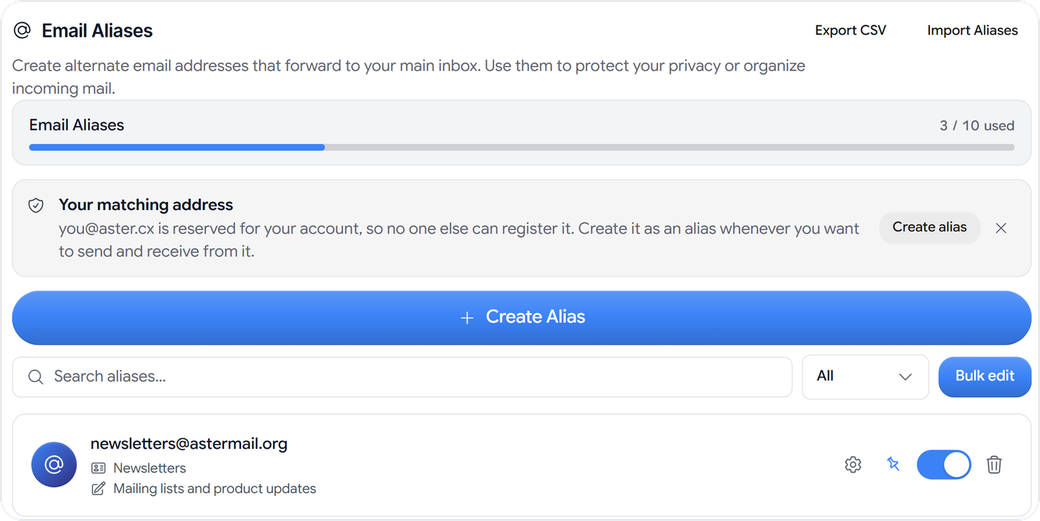 Email Aliases
Export CSV
Import Aliases
Create alternate email addresses that forward to your main inbox. Use them to protect your privacy or organize
incoming mail.
Email Aliases
3 / 10 used
Your matching address
you@aster.cx is reserved for your account, so no one else can register it. Create it as an alias whenever you want
to send and receive from it.
Create alias
+ Create Alias
Search aliases...
All
Bulk edit
newsletters@astermail.org
Newsletters
Mailing lists and product updates